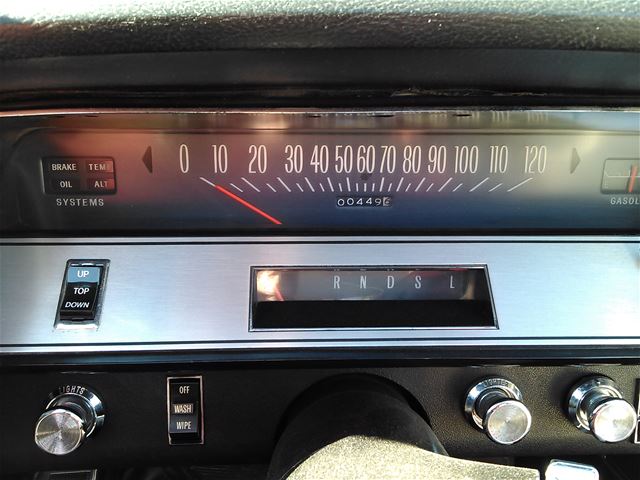 0 10 20 30 40 50 60 70 80 90 100 110 120
BRAKE TEM
OIL ALT
SYSTEMS
GASOL
UP
TOP
DOWN
R N D S L
LIGHTS
OFF
WASH
WIPE